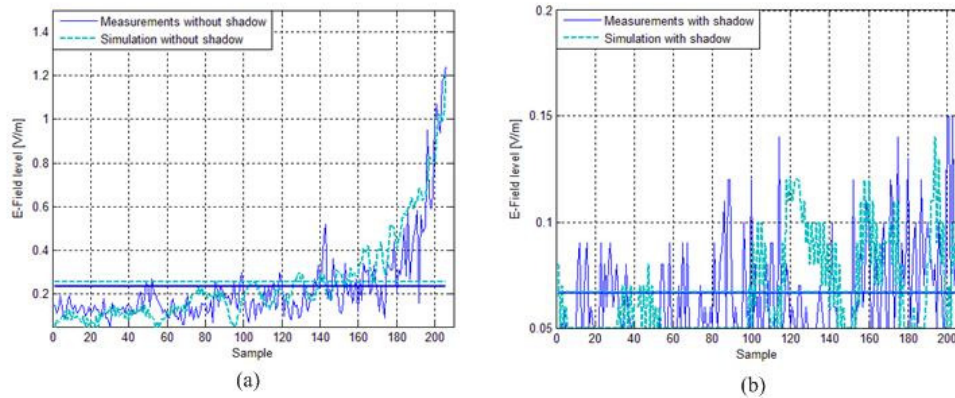 Measurements without shadow
Simulation without shadow
1.4
1.2
1
0.8
0.6
0.4
0.2
E-Field level [V/m]
0 20 40 60 80 100 120 140 160 180 200
Sample
(a)
Measurements with shadow
Simulation with shadow
0.2
0.15
0.1
0.05
E-Field level [V/m]
0 20 40 60 80 100 120 140 160 180 200
Sample
(b)